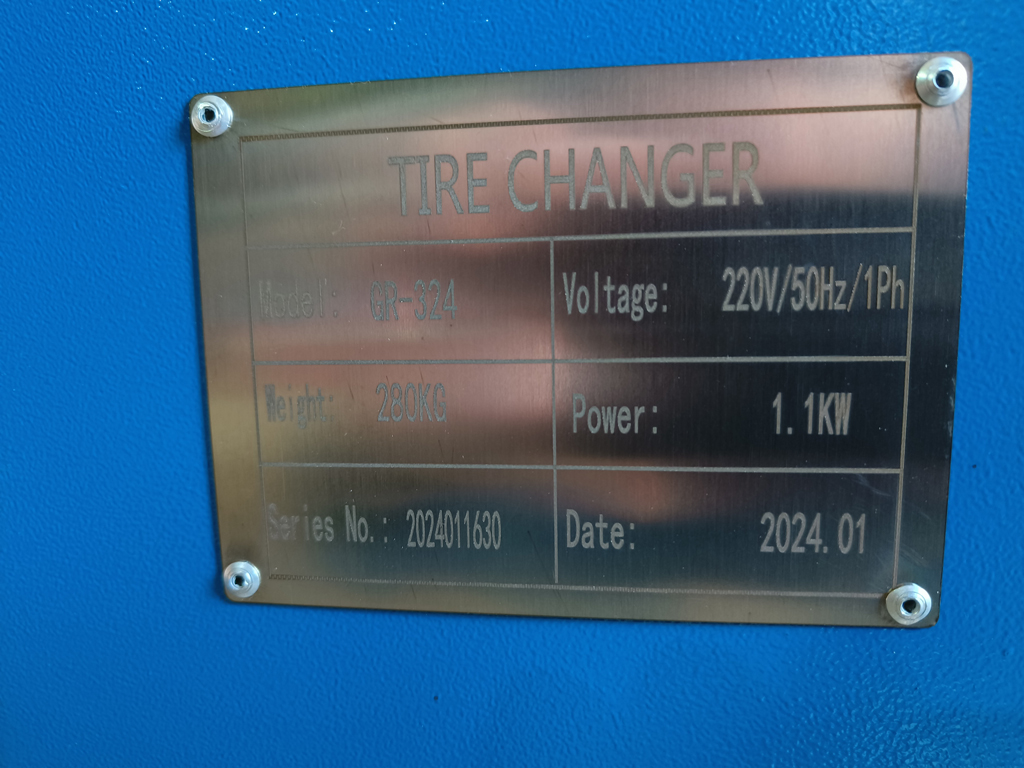 TIRE CHANGER
Model: GR-324 Voltage: 220V/50Hz/1Ph
Weight: 280KG Power: 1.1KW
Series No.: 2024011630 Date: 2024.01